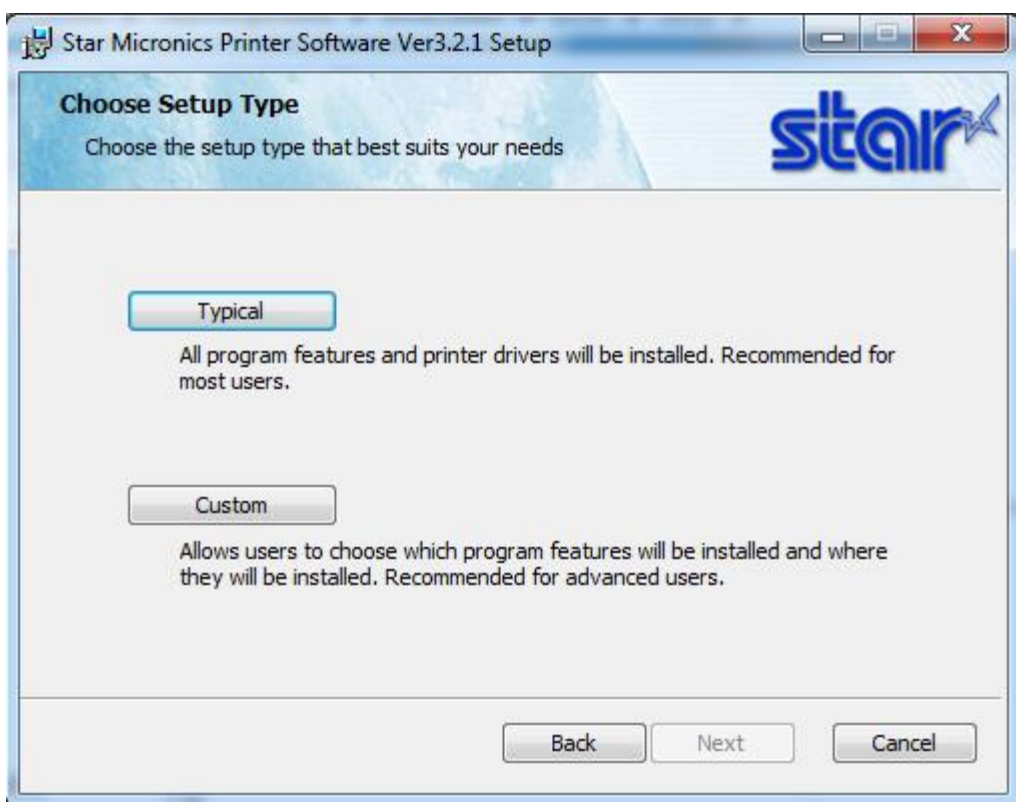 Star Micronics Printer Software Ver3.2.1 Setup
Choose Setup Type
Choose the setup type that best suits your needs
star
Typical
All program features and printer drivers will be installed. Recommended for
most users.
Custom
Allows users to choose which program features will be installed and where
they will be installed. Recommended for advanced users.
Back
Next
Cancel